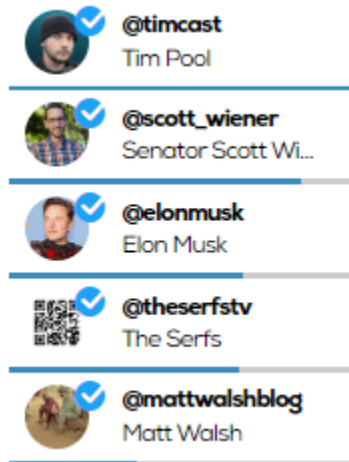 @timcast
Tim Pool
@scott_wiener
Senator Scott Wi...
@elonmusk
Elon Musk
@theserfstv
The Serfs
@mattwalshblog
Matt Walsh